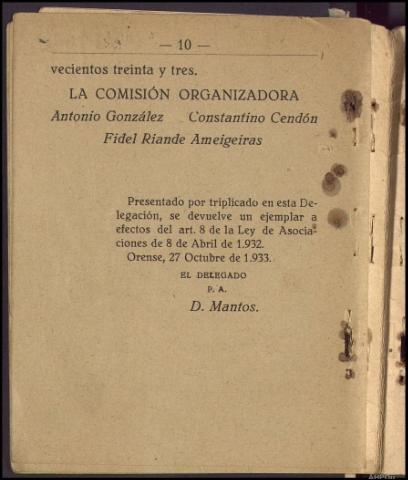 — 10 —
vecientos treinta y tres.
LA COMISIÓN ORGANIZADORA
Antonio González Constantino Cendón
Fidel Riande Ameigeiras
Presentado por triplicado en esta De-
legación, se devuelve un ejemplar a
efectos del art. 8 de la Ley de Asocia-
ciones de 8 de Abril de 1.932.
Orense, 27 Octubre de 1.933.
EL DELEGADO
P. A.
D. Mantos.